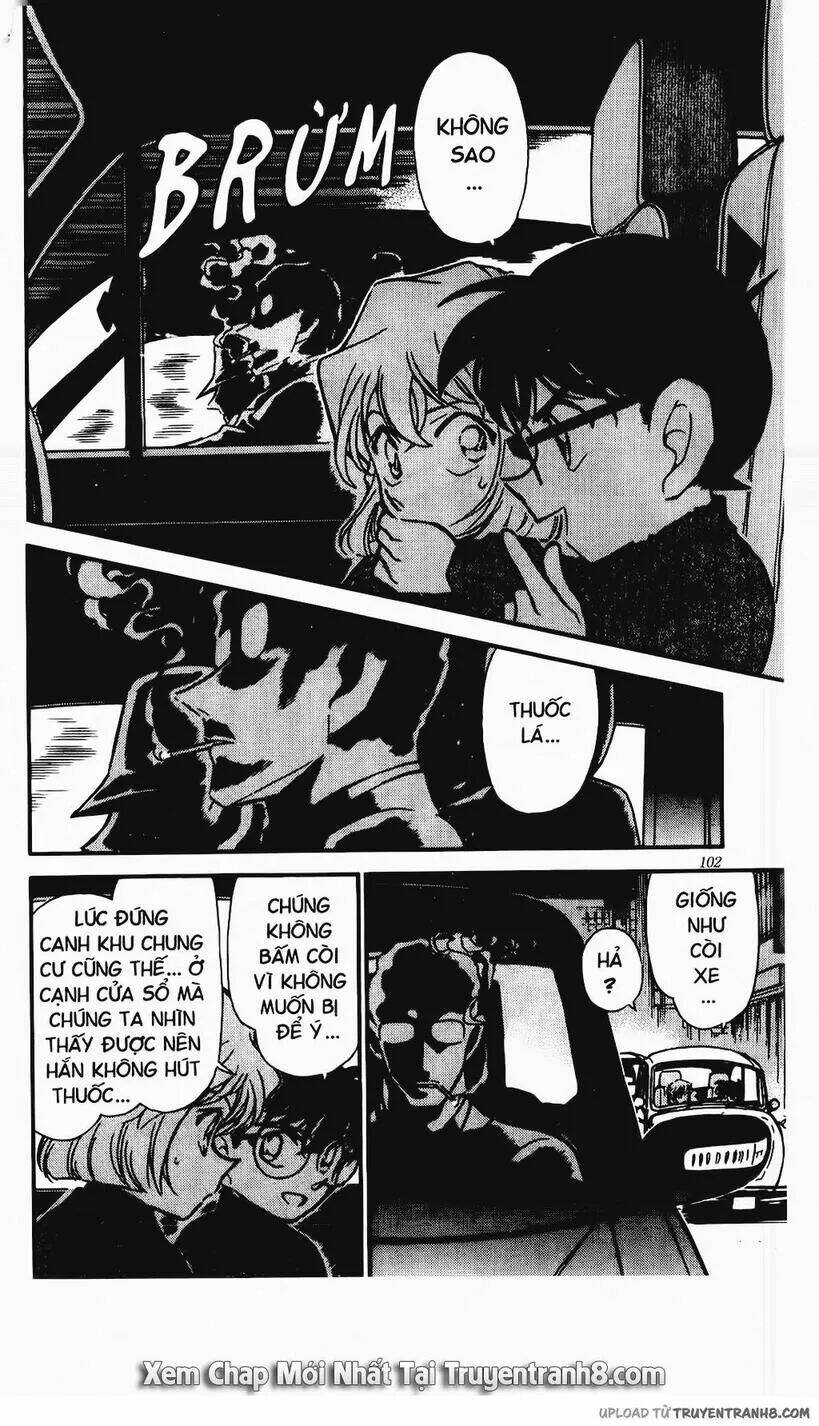 KHÔNG
SAO
...
BRỪM
THUỐC
LÁ...
102
GIỐNG
NHƯ
CÒI
XE
...
HẢ
?
CHÚNG
KHÔNG
BẤM CÒI
VÌ KHÔNG
MUỐN BỊ
ĐỂ Ý...
LÚC ĐỨNG
CANH KHU CHUNG
CƯ CŨNG THẾ... Ở
CẠNH CỬA SỔ MÀ
CHÚNG TA NHÌN
THẤY ĐƯỢC NÊN
HẮN KHÔNG HÚT
THUỐC...
Xem Chap Mới Nhất Tại Truyentranh8.com
UPLOAD TỪ TRUYENTRANH8.COM